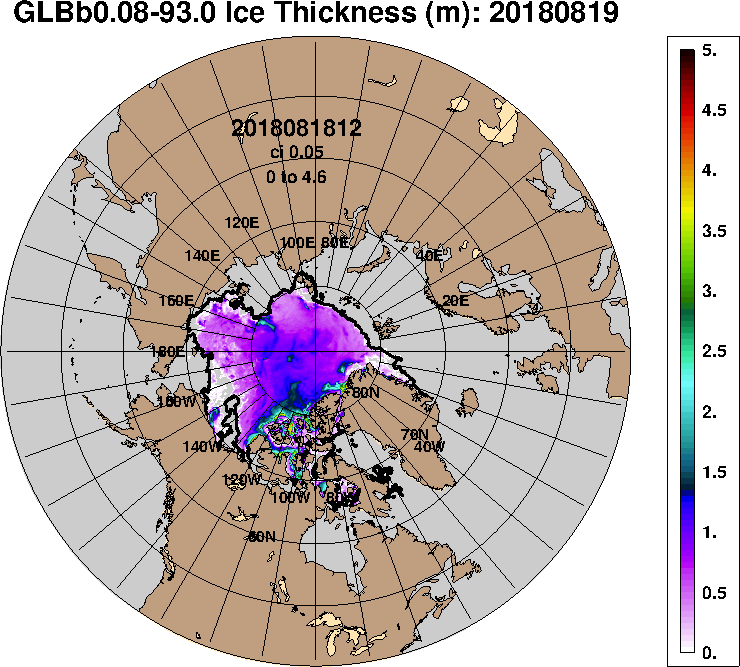 GLBb0.08-93.0 Ice Thickness (m): 20180819
2018081812
ci 0.05
0 to 4.6
120E
100E 80E
140E
40E
160E
20E
180E
160W
80N
140W
70N
40W
120W
100W
80W
60N
5.
4.5
4.
3.5
3.
2.5
2.
1.5
1.
0.5
0.